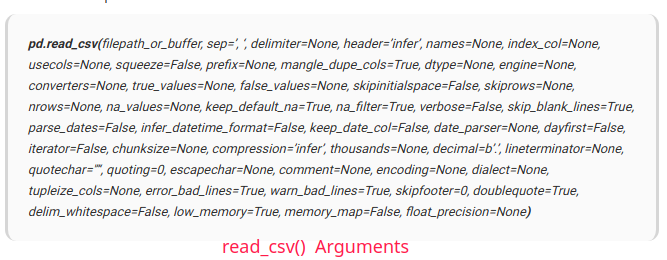 pd.read_csv(filepath_or_buffer, sep=’, ‘, delimiter=None, header=’infer’, names=None, index_col=None,
usecols=None, squeeze=False, prefix=None, mangle_dupe_cols=True, dtype=None, engine=None,
converters=None, true_values=None, false_values=None, skipinitialspace=False, skiprows=None,
nrows=None, na_values=None, keep_default_na=True, na_filter=True, verbose=False, skip_blank_lines=True,
parse_dates=False, infer_datetime_format=False, keep_date_col=False, date_parser=None, dayfirst=False,
iterator=False, chunksize=None, compression=’infer’, thousands=None, decimal=b’.’, lineterminator=None,
quotechar=’”‘, quoting=0, escapechar=None, comment=None, encoding=None, dialect=None,
tupleize_cols=None, error_bad_lines=True, warn_bad_lines=True, skipfooter=0, doublequote=True,
delim_whitespace=False, low_memory=True, memory_map=False, float_precision=None)
read_csv() Arguments